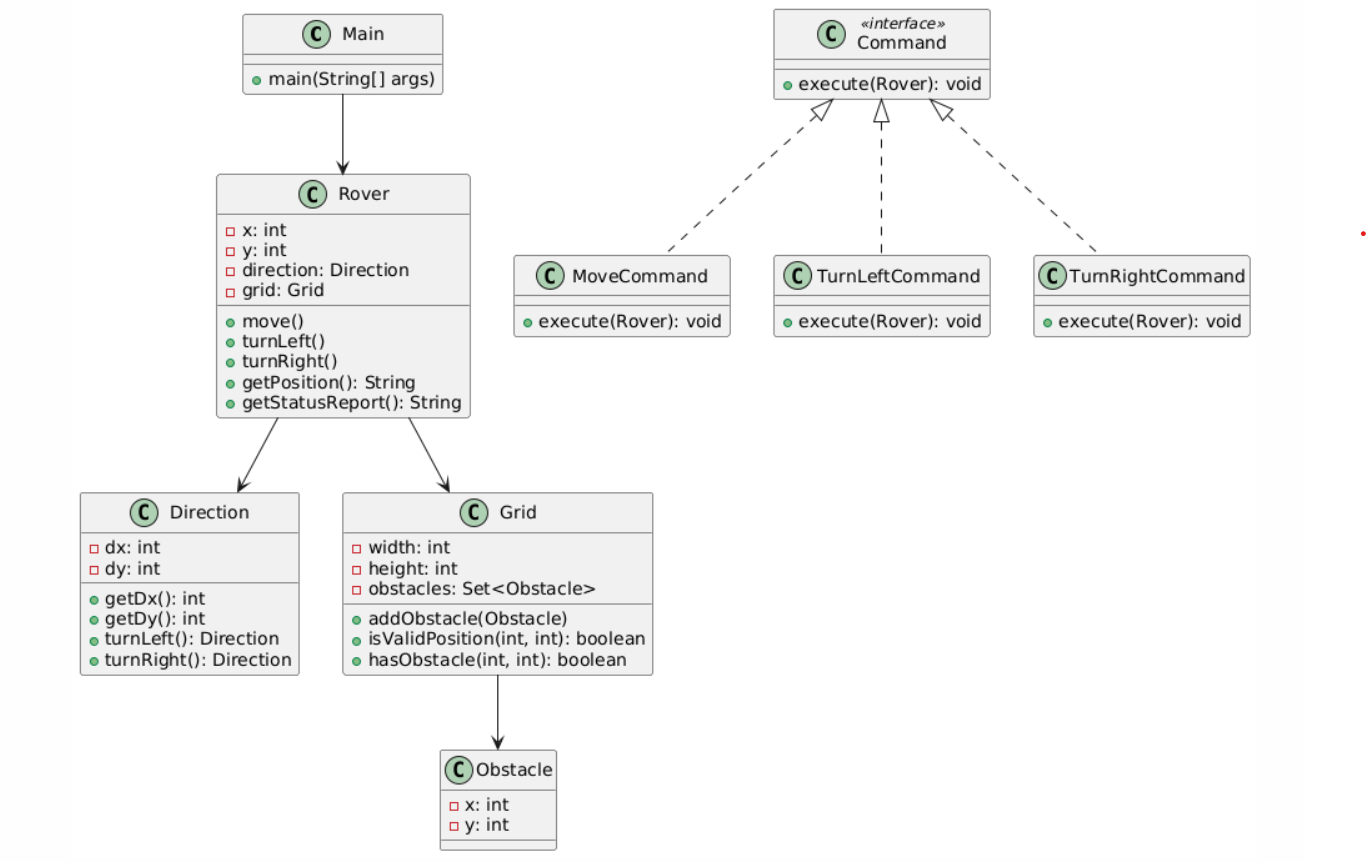 C Main
main(String[] args)
«interface»
C Command
execute(Rover): void
C Rover
x: int
y: int
direction: Direction
grid: Grid
move()
turnLeft()
turnRight()
getPosition(): String
getStatusReport(): String
C MoveCommand
execute(Rover): void
C TurnLeftCommand
execute(Rover): void
C TurnRightCommand
execute(Rover): void
C Direction
dx: int
dy: int
getDx(): int
getDy(): int
turnLeft(): Direction
turnRight(): Direction
C Grid
width: int
height: int
obstacles: Set<Obstacle>
addObstacle(Obstacle)
isValidPosition(int, int): boolean
hasObstacle(int, int): boolean
C Obstacle
x: int
y: int